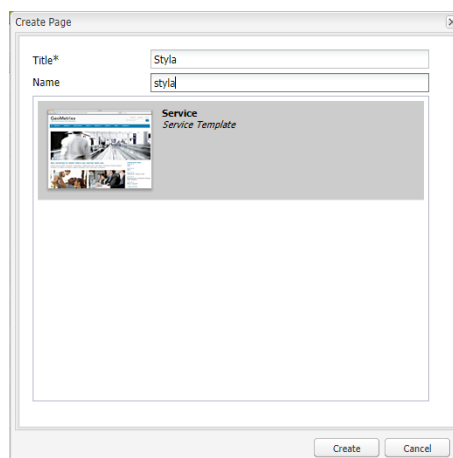 Create Page
Title*
Styla
Name
styla
GeoMetrixx
Service
Service Template
Create
Cancel